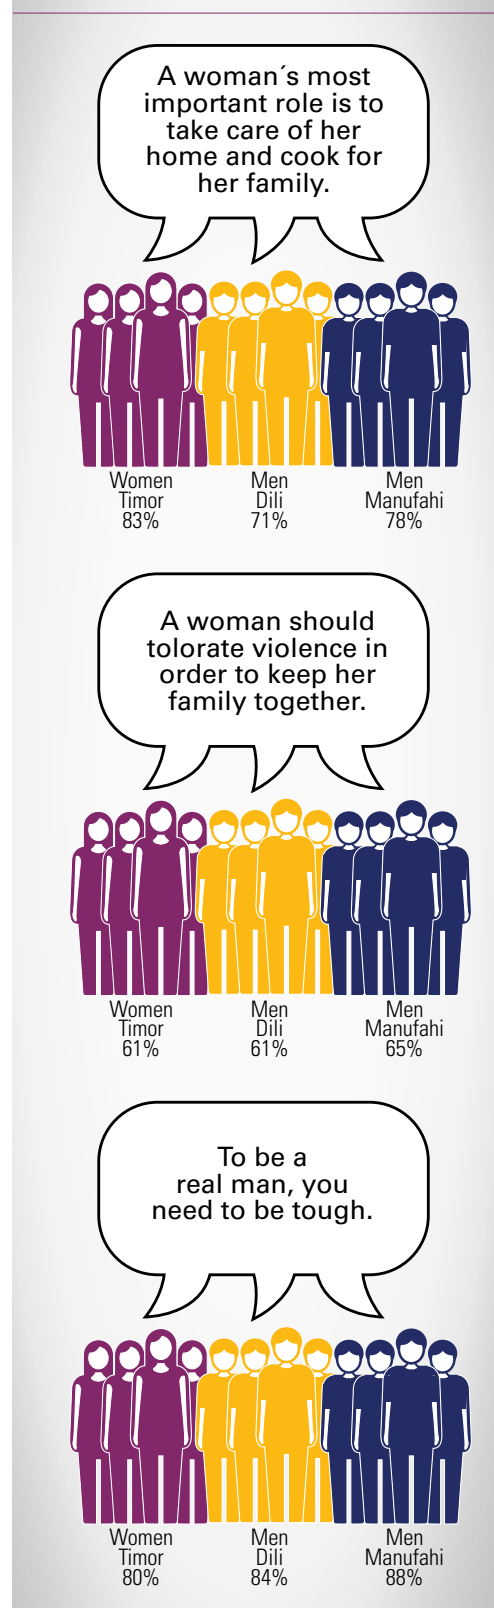 A woman´s most
important role is to
take care of her
home and cook for
her family.
Women
Timor
83%
Men
Dili
71%
Men
Manufahi
78%
A woman should
tolorate violence in
order to keep her
family together.
Women
Timor
61%
Men
Dili
61%
Men
Manufahi
65%
To be a
real man, you
need to be tough.
Women
Timor
80%
Men
Dili
84%
Men
Manufahi
88%